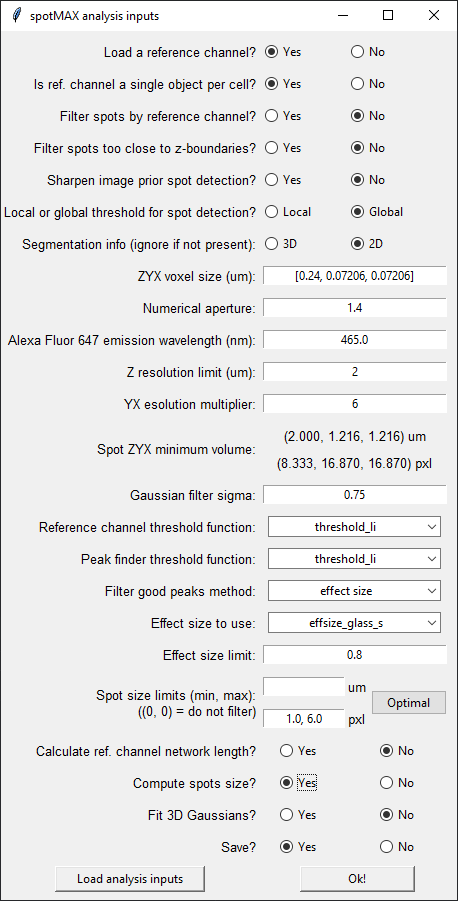 spotMAX analysis inputs
Load a reference channel? Yes No
Is ref. channel a single object per cell? Yes No
Filter spots by reference channel? Yes No
Filter spots too close to z-boundaries? Yes No
Sharpen image prior spot detection? Yes No
Local or global threshold for spot detection? Local Global
Segmentation info (ignore if not present): 3D 2D
ZYX voxel size (um): [0.24, 0.07206, 0.07206]
Numerical aperture: 1.4
Alexa Fluor 647 emission wavelength (nm): 465.0
Z resolution limit (um): 2
YX esolution multiplier: 6
Spot ZYX minimum volume: (2.000, 1.216, 1.216) um
(8.333, 16.870, 16.870) pxl
Gaussian filter sigma: 0.75
Reference channel threshold function: threshold_li
Peak finder threshold function: threshold_li
Filter good peaks method: effect size
Effect size to use: effsize_glass_s
Effect size limit: 0.8
Spot size limits (min, max): um
((0, 0) = do not filter) 1.0, 6.0 pxl
Optimal
Calculate ref. channel network length? Yes No
Compute spots size? Yes No
Fit 3D Gaussians? Yes No
Save? Yes No
Load analysis inputs Ok!